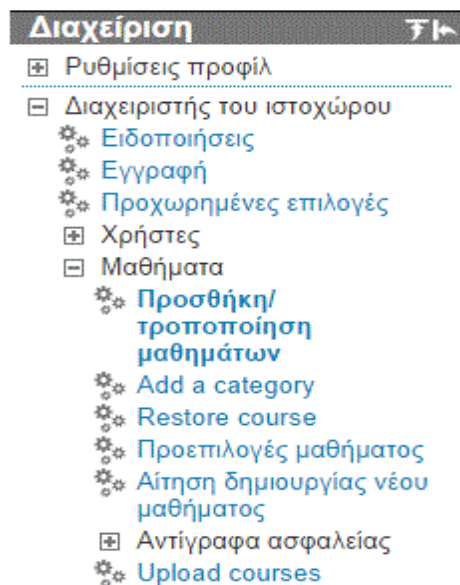 Διαχείριση
Ρυθμίσεις προφίλ
Διαχειριστής του ιστοχώρου
Ειδοποιήσεις
Εγγραφή
Προχωρημένες επιλογές
Χρήστες
Μαθήματα
Προσθήκη/
τροποποίηση
μαθημάτων
Add a category
Restore course
Προεπιλογές μαθήματος
Αίτηση δημιουργίας νέου
μαθήματος
Αντίγραφα ασφαλείας
Upload courses